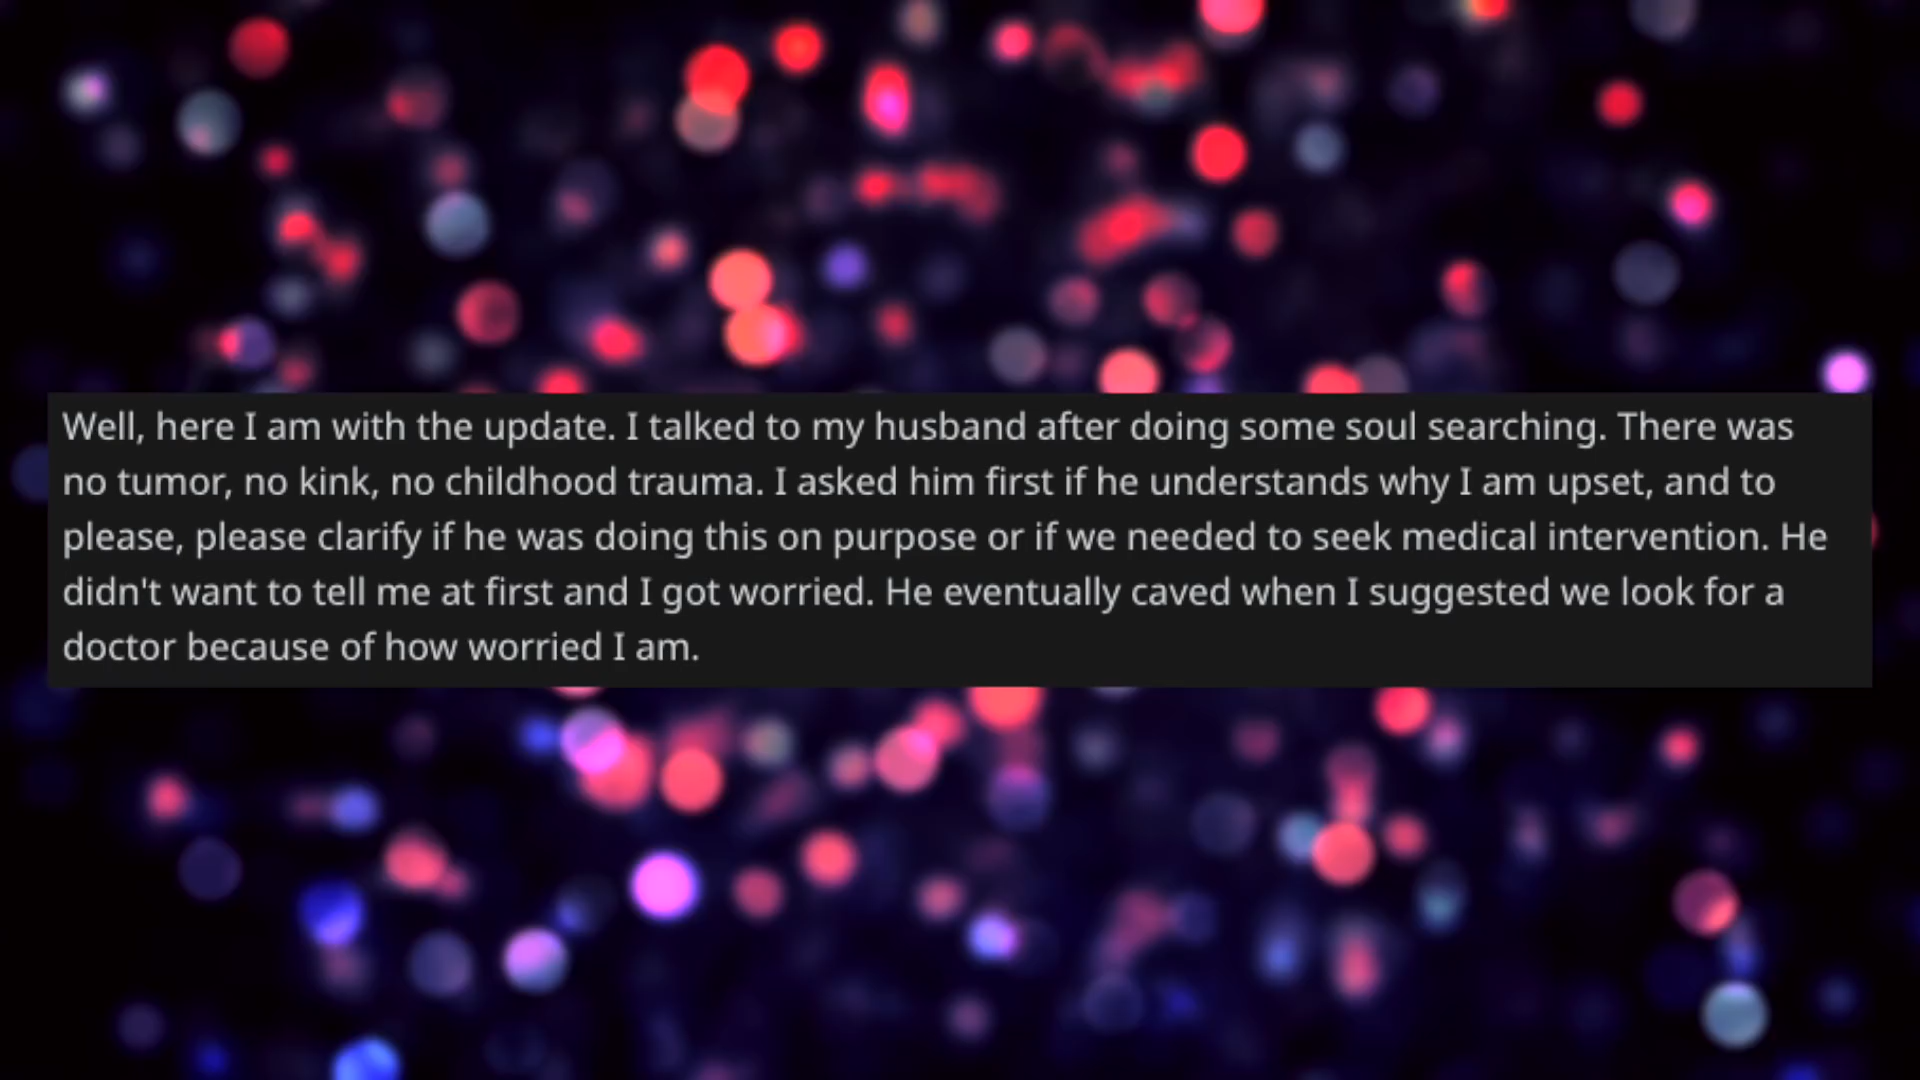 Well, here I am with the update. I talked to my husband after doing some soul searching. There was
no tumor, no kink, no childhood trauma. I asked him first if he understands why I am upset, and to
please, please clarify if he was doing this on purpose or if we needed to seek medical intervention. He
didn't want to tell me at first and I got worried. He eventually caved when I suggested we look for a
doctor because of how worried I am.